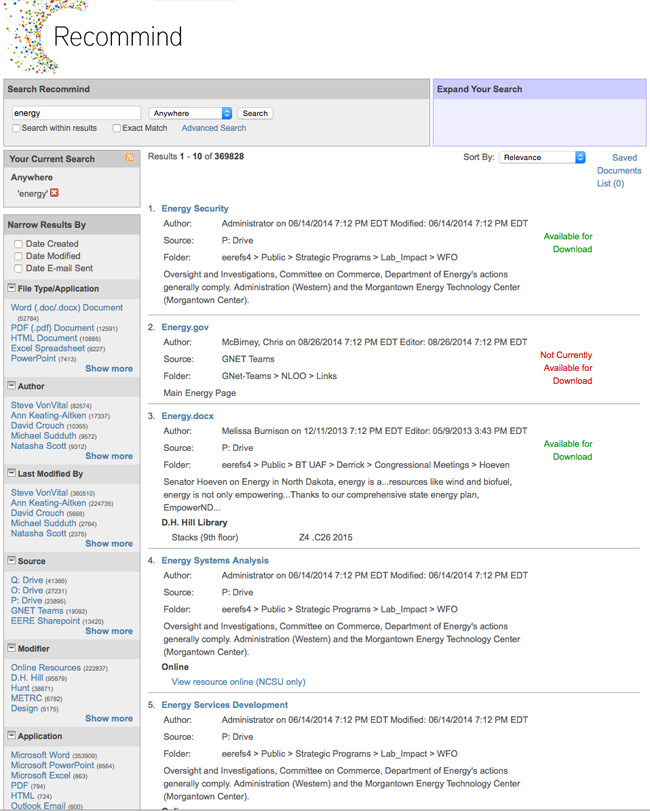 Recommind
Search Recommind
energy
Anywhere
Search
Search within results
Exact Match
Advanced Search
Expand Your Search
Your Current Search
Anywhere
'energy'
Narrow Results By
Date Created
Date Modified
Date E-mail Sent
File Type/Application
Word (.doc/.docx) Document
(52784)
PDF (.pdf) Document (12591)
HTML Document (10885)
Excel Spreadsheet (8227)
PowerPoint (7413)
Show more
Author
Steve VonVital (82574)
Ann Keating-Aitken (17337)
David Crouch (10355)
Michael Sudduth (9572)
Natasha Scott (9312)
Show more
Last Modified By
Steve VonVital (360510)
Ann Keating-Aitken (224735)
David Crouch (5668)
Michael Sudduth (2764)
Natasha Scott (2375)
Show more
Source
Q: Drive (41366)
O: Drive (27231)
P: Drive (23895)
GNET Teams (19092)
EERE Sharepoint (13420)
Show more
Modifier
Online Resources (222837)
D.H. Hill (95879)
Hunt (38871)
METRC (6782)
Design (5175)
Show more
Application
Microsoft Word (353909)
Microsoft PowerPoint (8564)
Microsoft Excel (863)
PDF (794)
HTML (724)
Outlook Email (600)
Results 1 - 10 of 369828
Sort By: Relevance
Saved
Documents
List (0)
1. Energy Security
Author: Administrator on 06/14/2014 7:12 PM EDT Modified: 06/14/2014 7:12 PM EDT
Source: P: Drive
Folder: eerefs4 > Public > Strategic Programs > Lab_Impact > WFO
Oversight and Investigations, Committee on Commerce, Department of Energy's actions
generally comply. Administration (Western) and the Morgantown Energy Technology Center
(Morgantown Center).
Available for
Download
2. Energy.gov
Author: McBirney, Chris on 08/26/2014 7:12 PM EDT Editor: 08/26/2014 7:12 PM EDT
Source: GNET Teams
Folder: GNet-Teams > NLOO > Links
Main Energy Page
Not Currently
Available for
Download
3. Energy.docx
Author: Melissa Burnison on 12/11/2013 7:12 PM EDT Editor: 05/9/2013 3:43 PM EDT
Source: P: Drive
Folder: eerefs4 > Public > BT UAF > Derrick > Congressional Meetings > Hoeven
Senator Hoeven on Energy in North Dakota, energy is a...resources like wind and biofuel,
energy is not only empowering...Thanks to our comprehensive state energy plan,
EmpowerND...
D.H. Hill Library
Stacks (9th floor) Z4 .C26 2015
Available for
Download
4. Energy Systems Analysis
Author: Administrator on 06/14/2014 7:12 PM EDT Modified: 06/14/2014 7:12 PM EDT
Source: P: Drive
Folder: eerefs4 > Public > Strategic Programs > Lab_Impact > WFO
Oversight and Investigations, Committee on Commerce, Department of Energy's actions
generally comply. Administration (Western) and the Morgantown Energy Technology Center
(Morgantown Center).
Online
View resource online (NCSU only)
5. Energy Services Development
Author: Administrator on 06/14/2014 7:12 PM EDT Modified: 06/14/2014 7:12 PM EDT
Source: P: Drive
Folder: eerefs4 > Public > Strategic Programs > Lab_Impact > WFO
Oversight and Investigations, Committee on Commerce, Department of Energy's actions
generally comply. Administration (Western) and the Morgantown Energy Technology Center
(Morgantown Center).